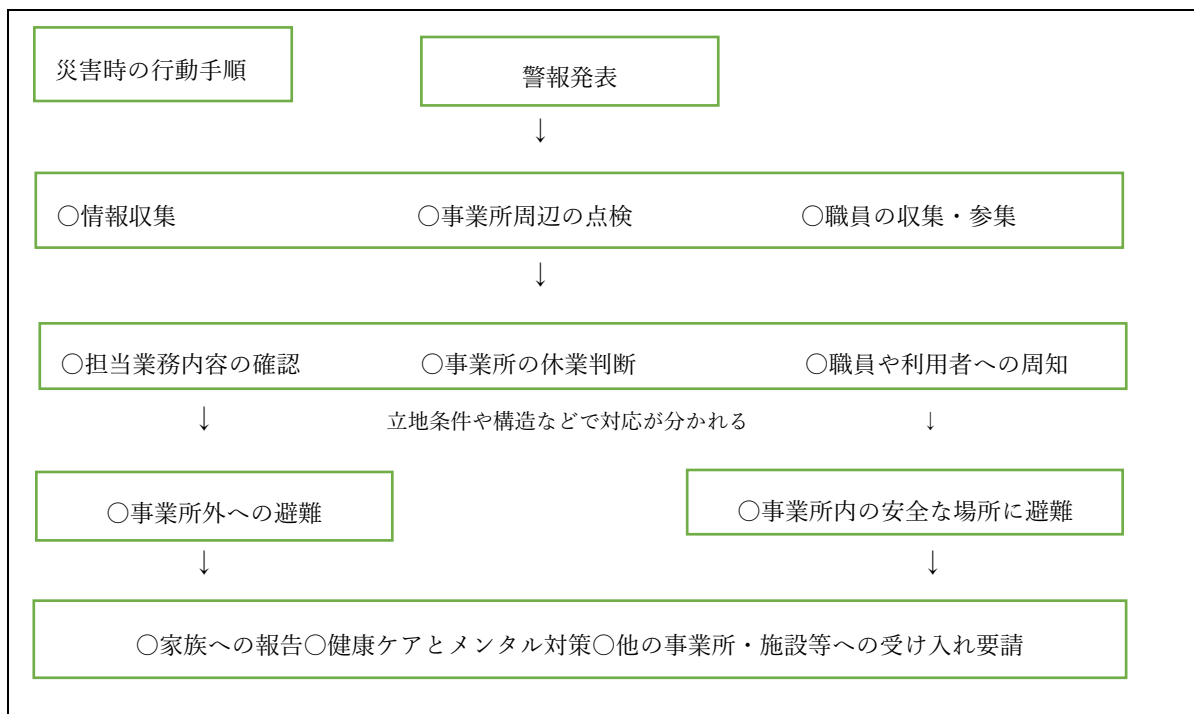 災害時の行動手順
警報発表
↓
○情報収集 ○事業所周辺の点検 ○職員の収集・参集
↓
○担当業務内容の確認 ○事業所の休業判断 ○職員や利用者への周知
↓ 立地条件や構造などで対応が分かれる ↓
○事業所外への避難 ○事業所内の安全な場所に避難
↓ ↓
○家族への報告○健康ケアとメンタル対策○他の事業所・施設等への受け入れ要請